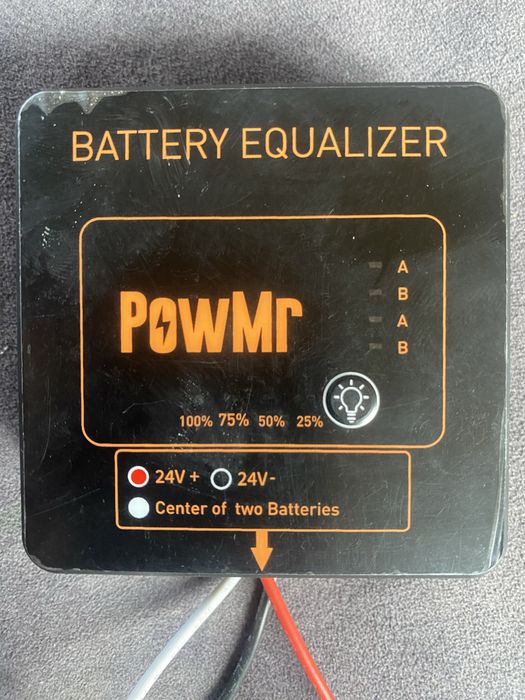 BATTERY EQUALIZER
A
B
PowMr
A
B
100% 75% 50% 25%
24V + 24V-
Center of two Batteries